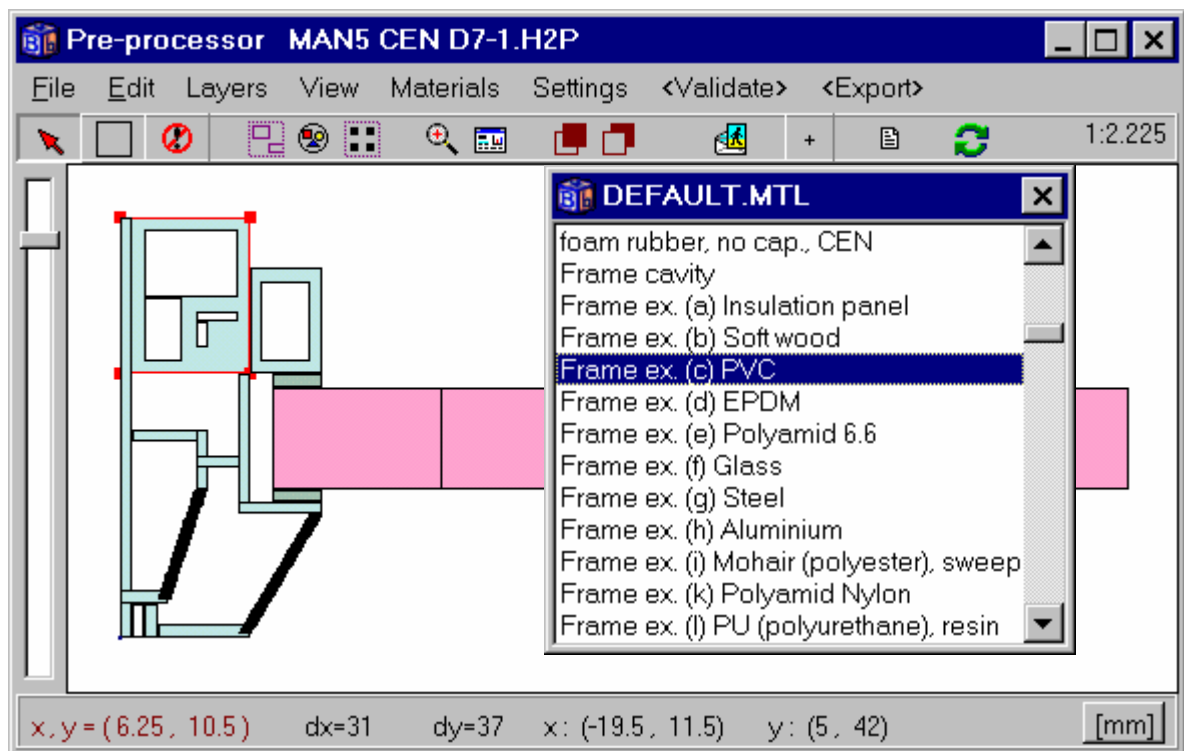 Pre-processor MAN5 CEN D7-1.H2P
File Edit Layers View Materials Settings <Validate> <Export>
+ 1:2.225
DEFAULT.MTL
foam rubber, no cap., CEN
Frame cavity
Frame ex. (a) Insulation panel
Frame ex. (b) Soft wood
Frame ex. (c) PVC
Frame ex. (d) EPDM
Frame ex. (e) Polyamid 6.6
Frame ex. (f) Glass
Frame ex. (g) Steel
Frame ex. (h) Aluminium
Frame ex. (i) Mohair (polyester), sweep
Frame ex. (k) Polyamid Nylon
Frame ex. (l) PU (polyurethane), resin
x,y=(6.25, 10.5) dx=31 dy=37 x: (-19.5, 11.5) y: (5, 42) [mm]